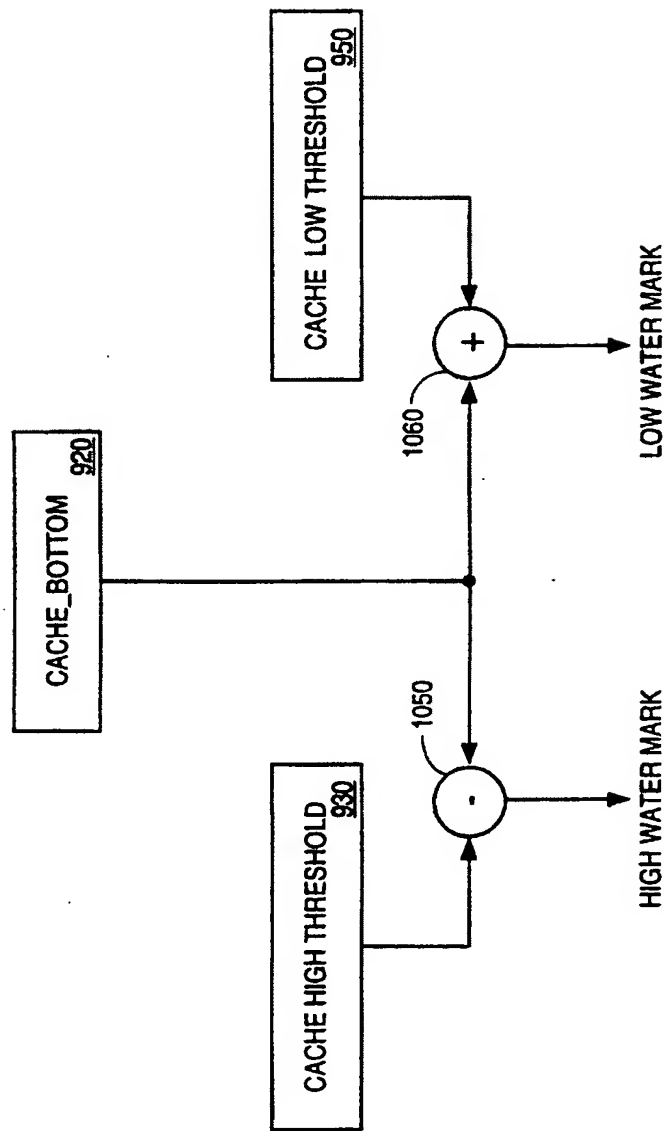 CACHE_BOTTOM
920
CACHE HIGH THRESHOLD
930
CACHE LOW THRESHOLD
950
1050
-
1060
+
HIGH WATER MARK
LOW WATER MARK